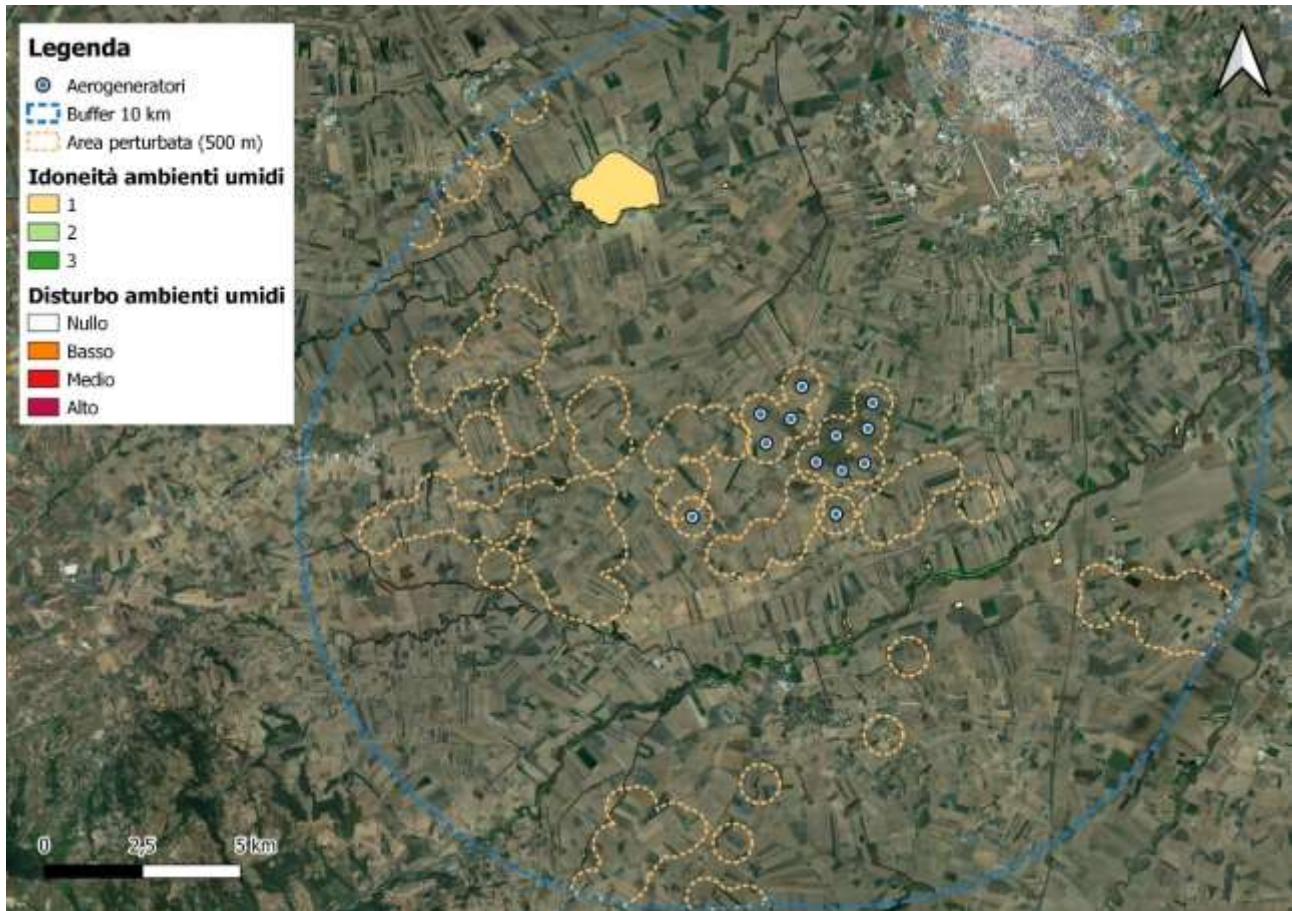 Legenda
Aerogeneratori
Buffer 10 km
Area perturbata (500 m)
Idoneità ambienti umidi
1
2
3
Disturbo ambienti umidi
Nullo
Basso
Medio
Alto
0 2,5 5 km